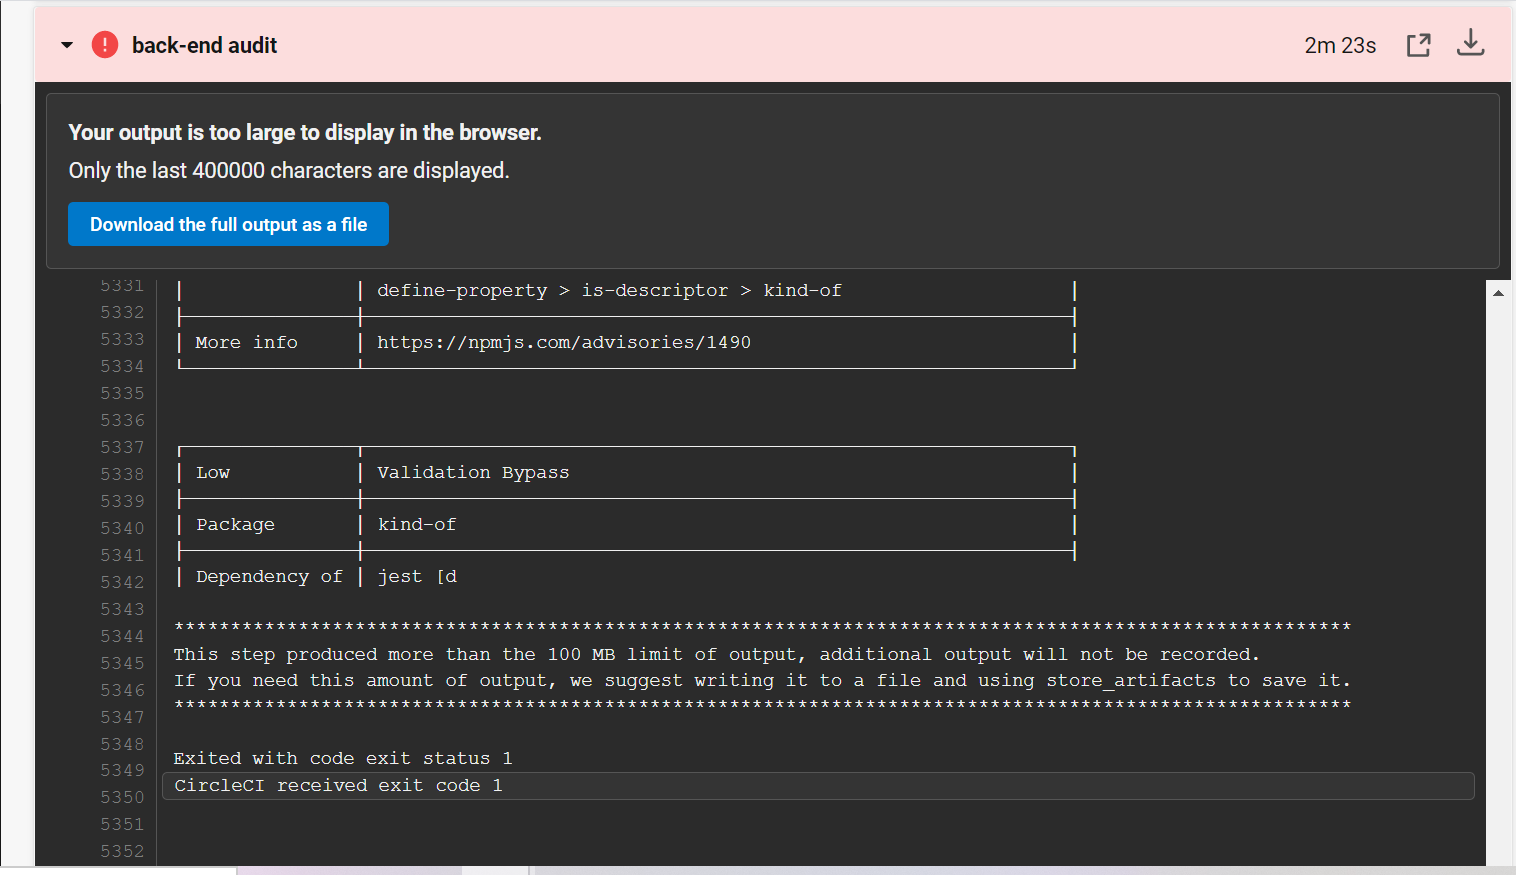 back-end audit 2m 23s
Your output is too large to display in the browser.
Only the last 400000 characters are displayed.
Download the full output as a file
5331 define-property > is-descriptor > kind-of
5332
5333 More info https://npmjs.com/advisories/1490
5334
5335
5336
5337
5338 Low Validation Bypass
5339
5340 Package kind-of
5341
5342 Dependency of jest [d
5343
5344 ********************************************************************************************************
5345 This step produced more than the 100 MB limit of output, additional output will not be recorded.
5346 If you need this amount of output, we suggest writing it to a file and using store_artifacts to save it.
5347 ********************************************************************************************************
5348
5349 Exited with code exit status 1
5350 CircleCI received exit code 1
5351
5352